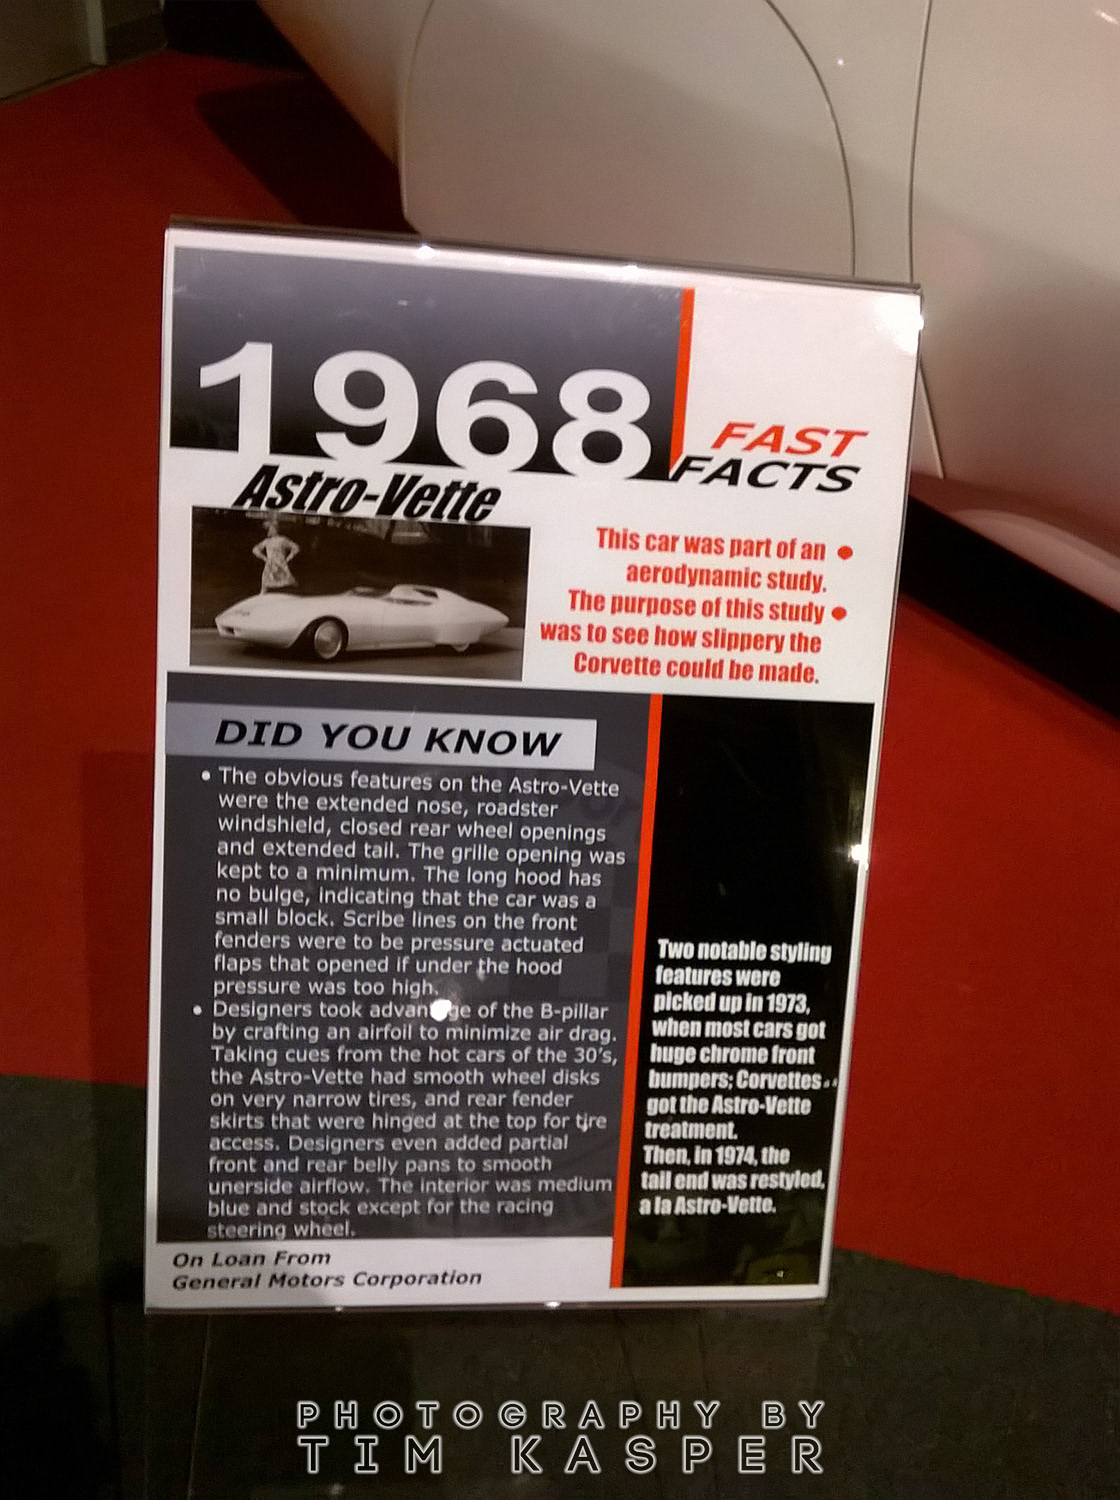 1968
Astro-Vette
FAST
FACTS
This car was part of an •
aerodynamic study.
The purpose of this study •
was to see how slippery the
Corvette could be made.
DID YOU KNOW
• The obvious features on the Astro-Vette
were the extended nose, roadster
windshield, closed rear wheel openings
and extended tail. The grille opening was
kept to a minimum. The long hood has
no bulge, indicating that the car was a
small block. Scribe lines on the front
fenders were to be pressure actuated
flaps that opened if under the hood
pressure was too high.
• Designers took advantage of the B-pillar
by crafting an airfoil to minimize air drag.
Taking cues from the hot cars of the 30's,
the Astro-Vette had smooth wheel disks
on very narrow tires, and rear fender
skirts that were hinged at the top for tire
access. Designers even added partial
front and rear belly pans to smooth
unerside airflow. The interior was medium
blue and stock except for the racing
steering wheel.
Two notable styling
features were
picked up in 1973,
when most cars got
huge chrome front
bumpers; Corvettes
got the Astro-Vette
treatment.
Then, in 1974, the
tail end was restyled,
a la Astro-Vette.
On Loan From
General Motors Corporation
PHOTOGRAPHY BY
TIM KASPER